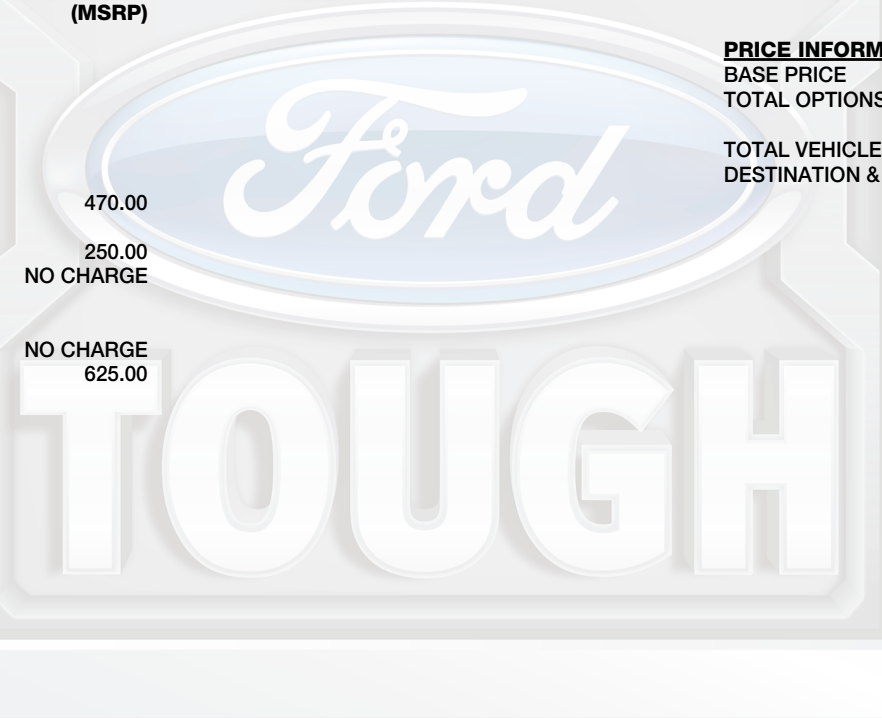 (MSRP)
470.00
250.00
NO CHARGE
NO CHARGE
625.00
PRICE INFORM
BASE PRICE
TOTAL OPTIONS
TOTAL VEHICLE
DESTINATION &
Ford
TOUGH